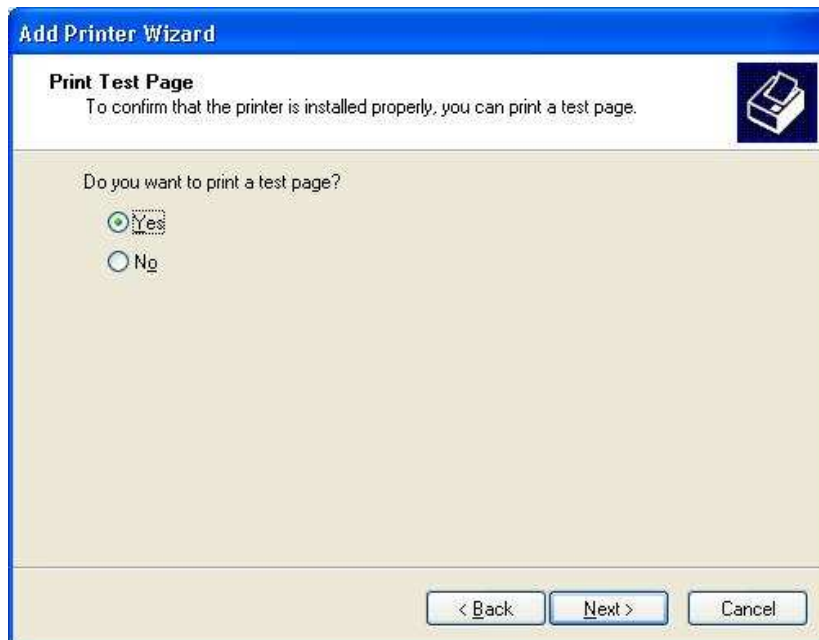 Add Printer Wizard
Print Test Page
To confirm that the printer is installed properly, you can print a test page.
Do you want to print a test page?
Yes
No
< Back Next > Cancel